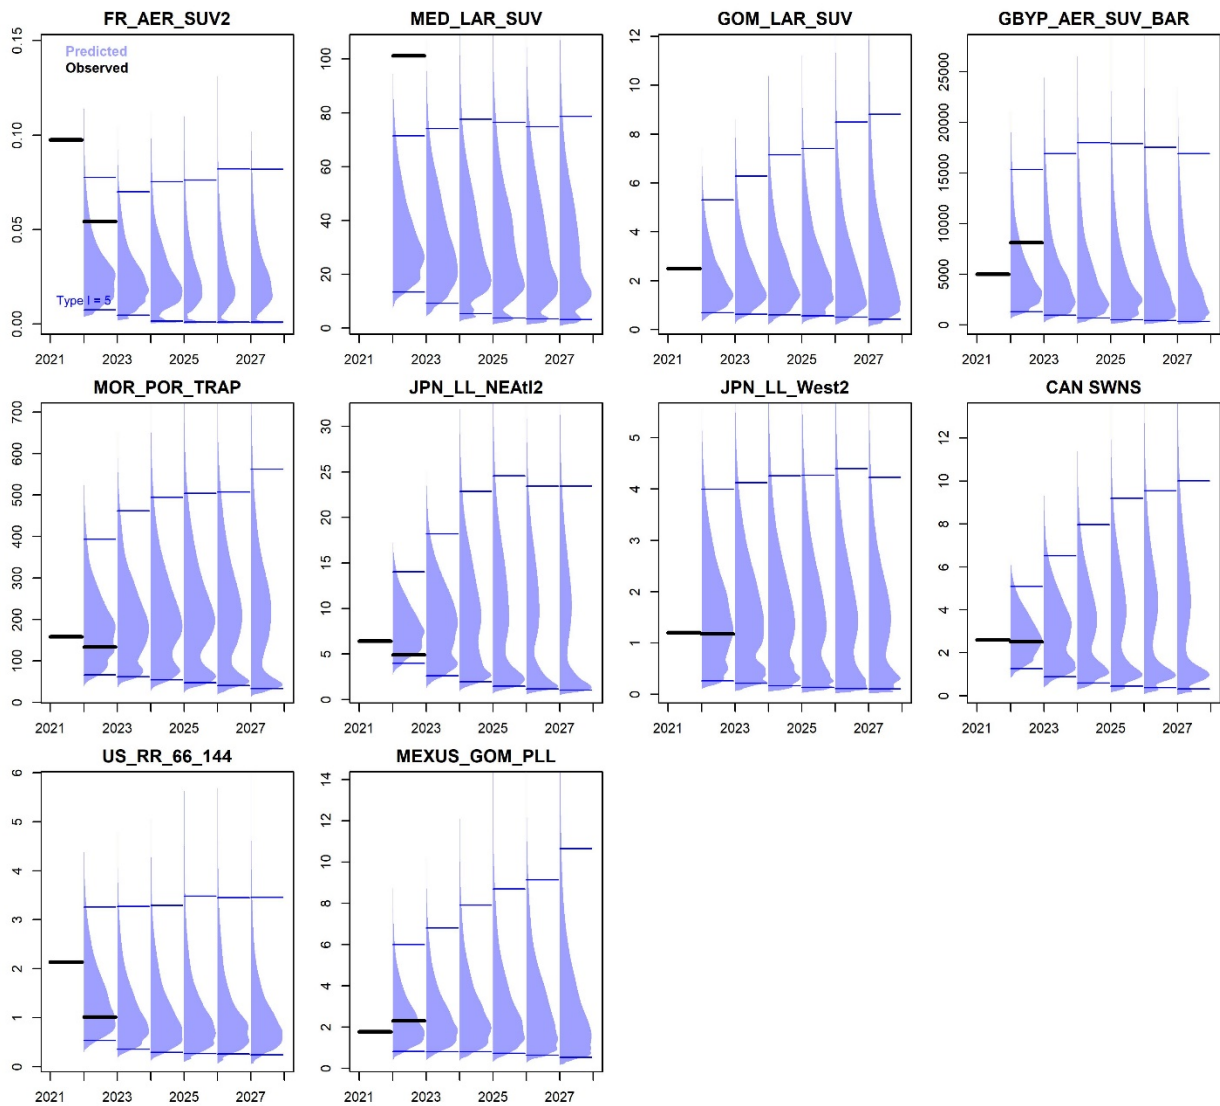 FR_AER_SUV2 MED_LAR_SUV GOM_LAR_SUV GBYP_AER_SUV_BAR
Predicted
Observed
Type I = 5
0.00 0.05 0.10 0.15
0 20 40 60 80 100
0 2 4 6 8 10 12
0 5000 10000 15000 20000 25000
2021 2023 2025 2027 2021 2023 2025 2027 2021 2023 2025 2027 2021 2023 2025 2027
MOR_POR_TRAP JPN_LL_NEAtl2 JPN_LL_West2 CAN SWNS
0 100 200 300 400 500 600 700
0 5 10 15 20 25 30
0 1 2 3 4 5
0 2 4 6 8 10 12
2021 2023 2025 2027 2021 2023 2025 2027 2021 2023 2025 2027 2021 2023 2025 2027
US_RR_66_144 MEXUS_GOM_PLL
0 1 2 3 4 5 6
0 2 4 6 8 10 12 14
2021 2023 2025 2027 2021 2023 2025 2027